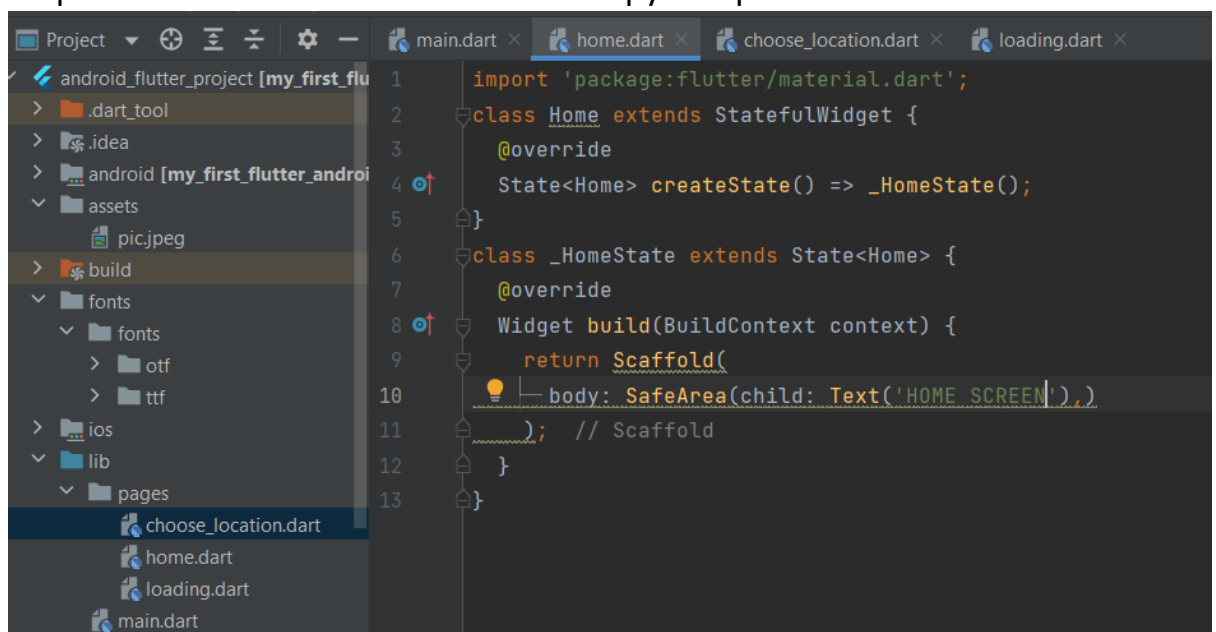 Project main.dart home.dart choose_location.dart loading.dart
android_flutter_project [my_first_flu
.dart_tool
.idea
android [my_first_flutter_androi
assets
pic.jpeg
build
fonts
fonts
otf
ttf
ios
lib
pages
choose_location.dart
home.dart
loading.dart
main.dart
1 import 'package:flutter/material.dart';
2 class Home extends StatefulWidget {
3 @override
4 State<Home> createState() => _HomeState();
5 }
6 class _HomeState extends State<Home> {
7 @override
8 Widget build(BuildContext context) {
9 return Scaffold(
10 body: SafeArea(child: Text('HOME SCREEN'),)
11 ); // Scaffold
12 }
13 }